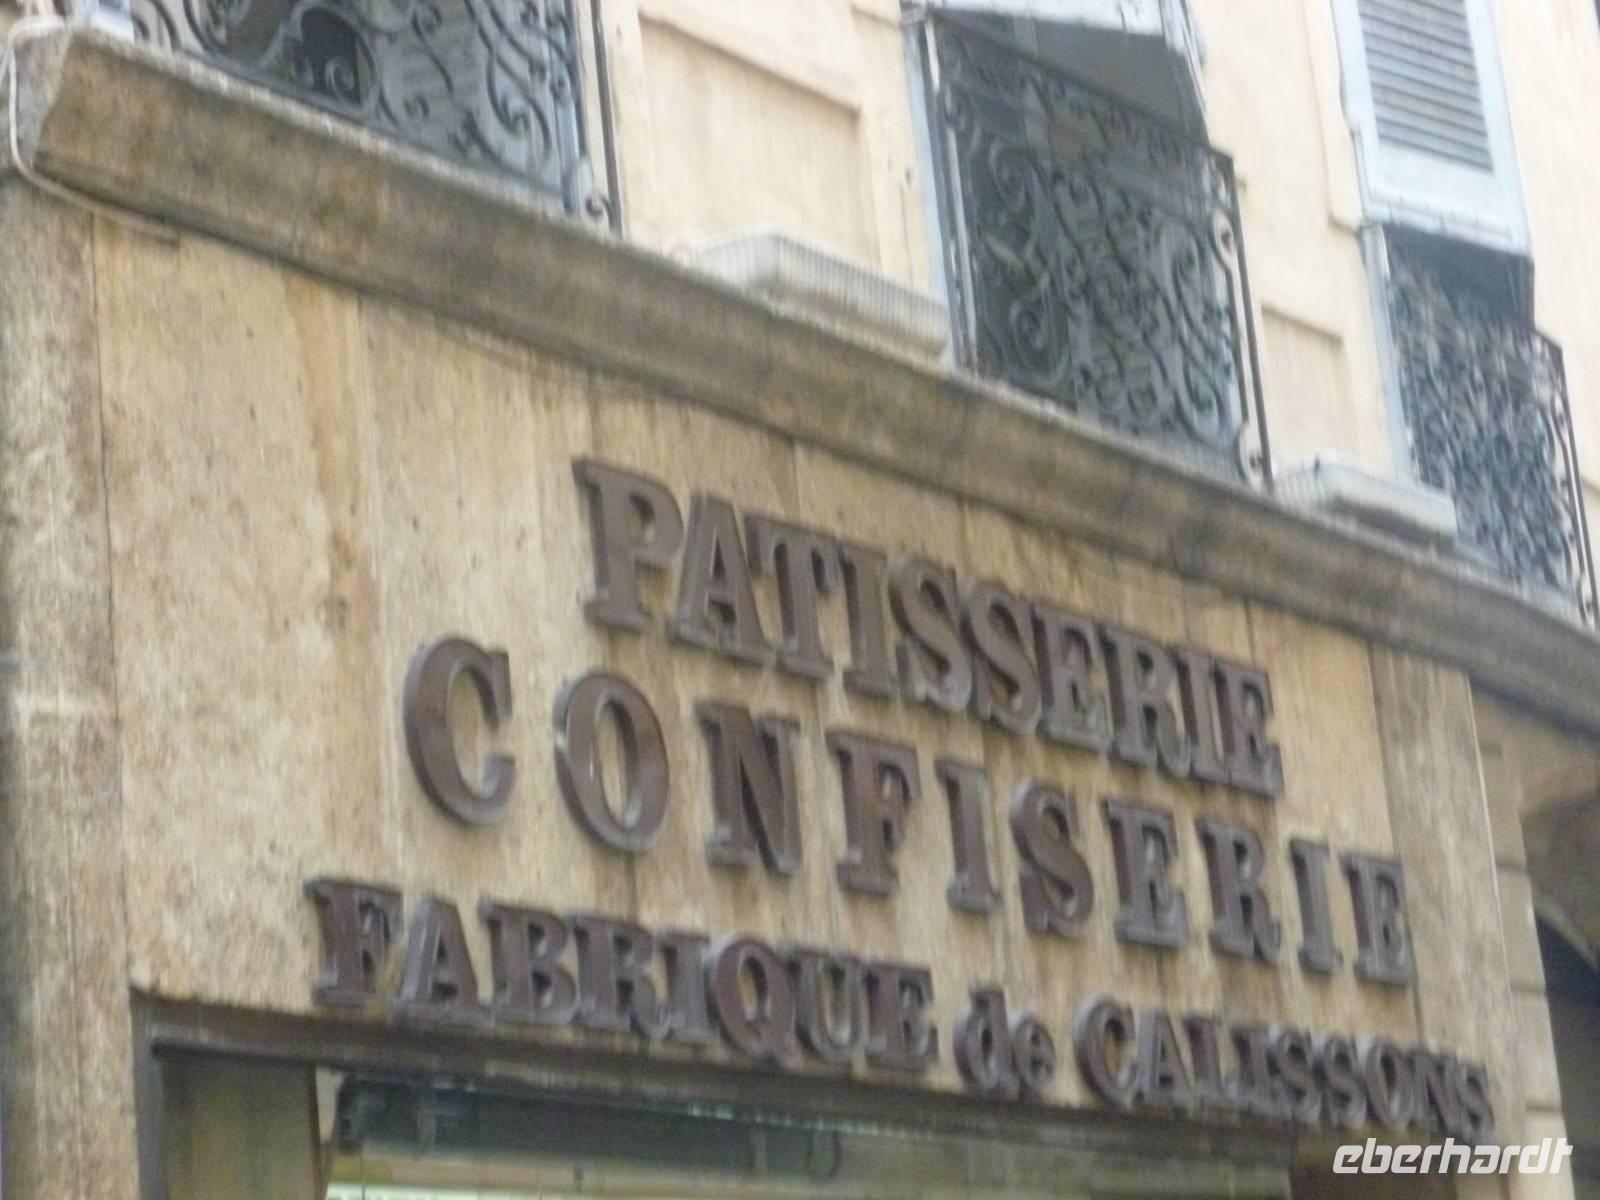 PATISSERIE
CONFISERIE
FABRIQUE de CALISSONS
eberhardt